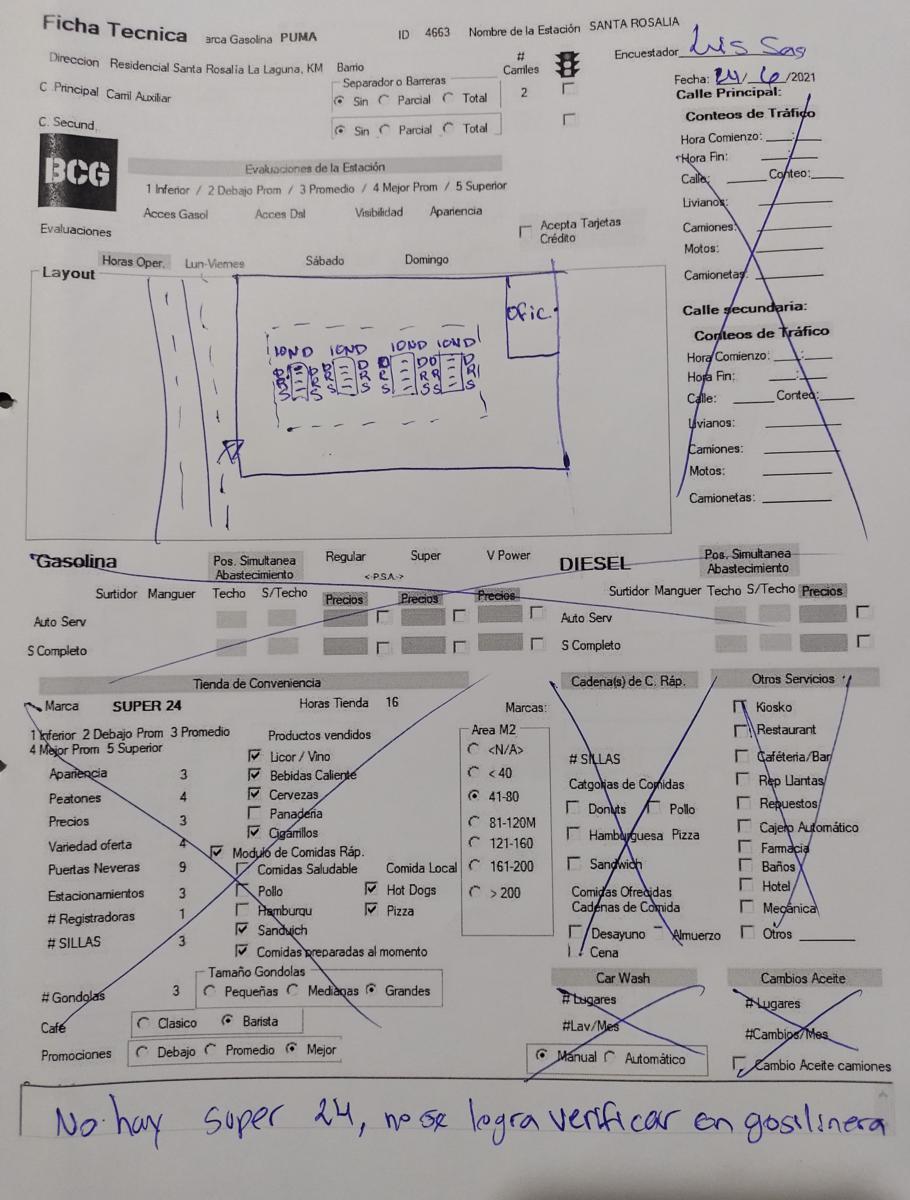 Ficha Tecnica arca Gasolina PUMA ID 4663 Nombre de la Estación SANTA ROSALIA
Encuestador Luis Sas
Direccion Residencial Santa Rosalia La Laguna, KM Barrio # Carriles
Fecha: 24/6/2021
C Principal Carril Auxiliar Separador o Barreras
Sin Parcial Total 2
C. Secund. Sin Parcial Total
BCG
Evaluaciones de la Estación
1 Inferior / 2 Debajo Prom / 3 Promedio / 4 Mejor Prom / 5 Superior
Acces Gasol Acces Dsl Visibilidad Apariencia
Evaluaciones
Acepta Tarjetas
Crédito
Horas Oper. Lun-Viernes Sábado Domingo
Calle Principal:
Conteos de Tráfico
Hora Comienzo: :
Hora Fin: :
Calle: Conteo:
Livianos:
Camiones:
Motos:
Camionetas:
Calle secundaria:
Conteos de Tráfico
Hora Comienzo: :
Hora Fin: :
Calle: Conteo:
Livianos:
Camiones:
Motos:
Camionetas:
Layout
Ofic.
IOND IOND IOND IOND
Gasolina Pos. Simultanea
Abastecimiento Regular Super V Power
<-P.S.A.->
Surtidor Manguer Techo S/Techo Precios Precios Precios
Auto Serv
S Completo
DIESEL Pos. Simultanea
Abastecimiento
Surtidor Manguer Techo S/Techo Precios
Auto Serv
S Completo
Tienda de Conveniencia
Marca SUPER 24 Horas Tienda 16 Marcas:
1 Inferior 2 Debajo Prom 3 Promedio
4 Mejor Prom 5 Superior
Apariencia 3
Peatones 4
Precios 3
Variedad oferta 4
Puertas Neveras 9
Estacionamientos 3
# Registradoras 1
# SILLAS 3
# Gondolas 3
Productos vendidos
Licor / Vino
Bebidas Caliente
Cervezas
Panaderia
Cigarrillos
Modulo de Comidas Ráp.
Comidas Saludable Comida Local
Pollo Hot Dogs
Hamburqu Pizza
Sandwich
Comidas preparadas al momento
Area M2
<N/A>
< 40
41-80
81-120M
121-160
161-200
> 200
Tamaño Gondolas
Pequeñas Medianas Grandes
Café Clasico Barista
Promociones Debajo Promedio Mejor
Cadena(s) de C. Ráp.
# SILLAS
Catgorias de Comidas
Donuts Pollo
Hamburguesa Pizza
Sandwich
Comidas Ofrecidas
Cadenas de Comida
Desayuno Almuerzo
Cena
Otros Servicios
Kiosko
Restaurant
Caféteria/Bar
Rep Llantas
Repuestos
Cajero Automático
Farmacia
Baños
Hotel
Mecánica
Otros
Car Wash
# Lugares
#Lav/Mes
Manual Automático
Cambios Aceite
# Lugares
#Cambios/Mes
Cambio Aceite camiones
No hay super 24, no se logra verificar en gosilinera